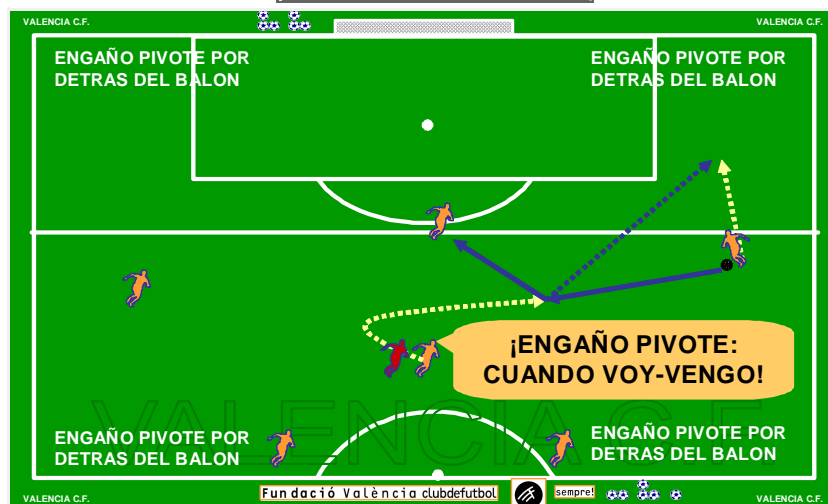 VALENCIA C.F.
VALENCIA C.F.
ENGAÑO PIVOTE POR
DETRAS DEL BALON
ENGAÑO PIVOTE POR
DETRAS DEL BALON
¡ENGAÑO PIVOTE:
CUANDO VOY-VENGO!
VALENCIA C.F.
ENGAÑO PIVOTE POR
DETRAS DEL BALON
ENGAÑO PIVOTE POR
DETRAS DEL BALON
VALENCIA C.F.
Fundació València clubdefutbol
sempre!
VALENCIA C.F.